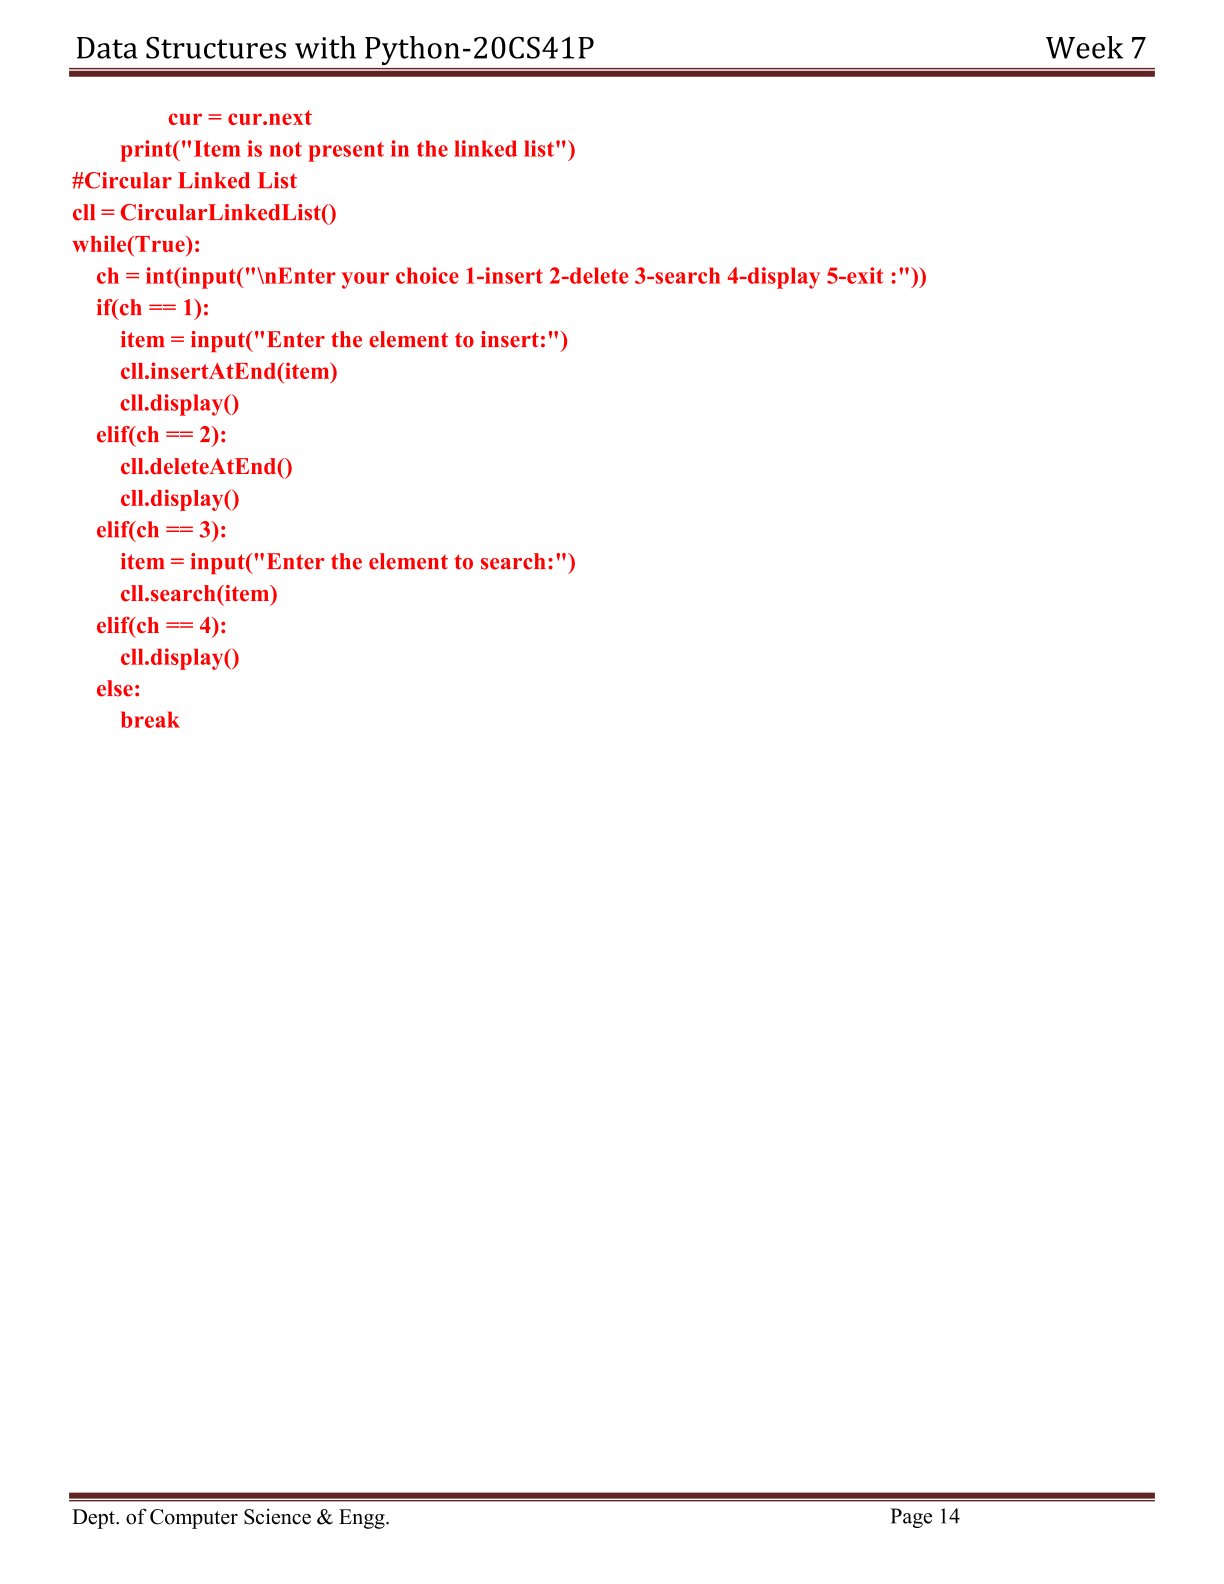 Data Structures with Python-20CS41P Week 7
cur = cur.next
print("Item is not present in the linked list")
#Circular Linked List
cll = CircularLinkedList()
while(True):
ch = int(input("\nEnter your choice 1-insert 2-delete 3-search 4-display 5-exit :"))
if(ch == 1):
item = input("Enter the element to insert:")
cll.insertAtEnd(item)
cll.display()
elif(ch == 2):
cll.deleteAtEnd()
cll.display()
elif(ch == 3):
item = input("Enter the element to search:")
cll.search(item)
elif(ch == 4):
cll.display()
else:
break
Dept. of Computer Science & Engg. Page 14